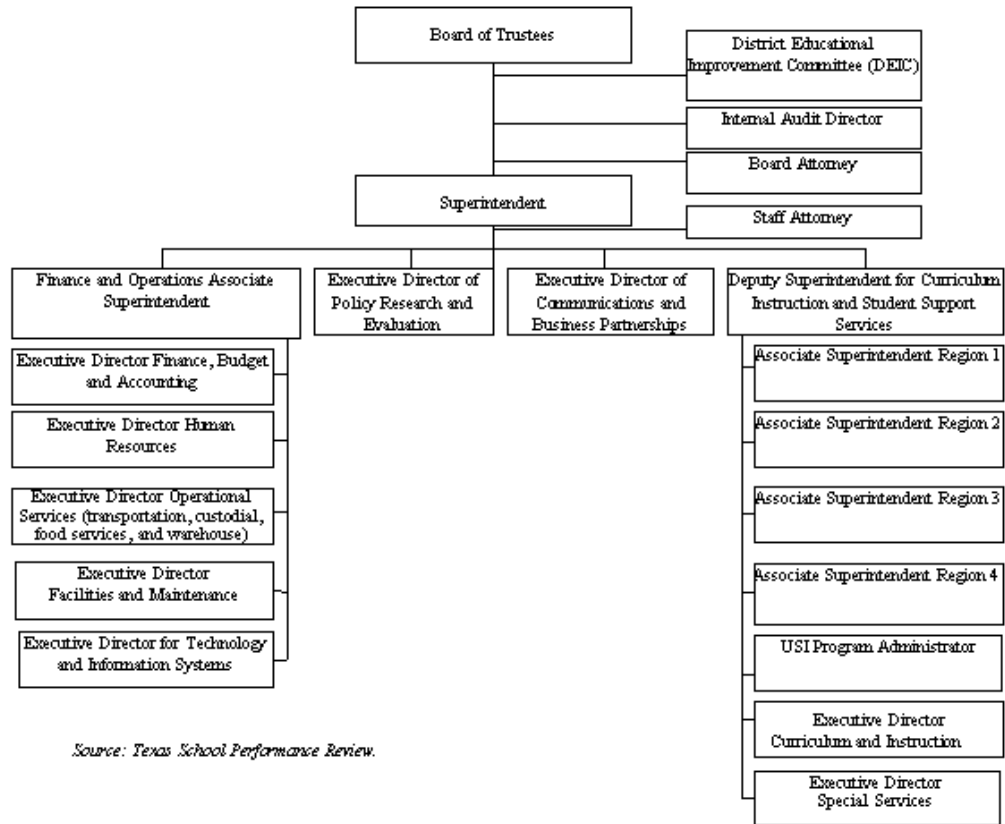 Board of Trustees
District Educational
Improvement Committee (DEIC)
Internal Audit Director
Board Attorney
Superintendent
Staff Attorney
Finance and Operations Associate
Superintendent
Executive Director of
Policy Research and
Evaluation
Executive Director of
Communications and
Business Partnerships
Deputy Superintendent for Curriculum
Instruction and Student Support
Services
Executive Director Finance, Budget
and Accounting
Executive Director Human
Resources
Executive Director Operational
Services (transportation, custodial,
food services, and warehouse)
Executive Director
Facilities and Maintenance
Executive Director for Technology
and Information Systems
Associate Superintendent Region 1
Associate Superintendent Region 2
Associate Superintendent Region 3
Associate Superintendent Region 4
USI Program Administrator
Executive Director
Curriculum and Instruction
Executive Director
Special Services
Source: Texas School Performance Review.